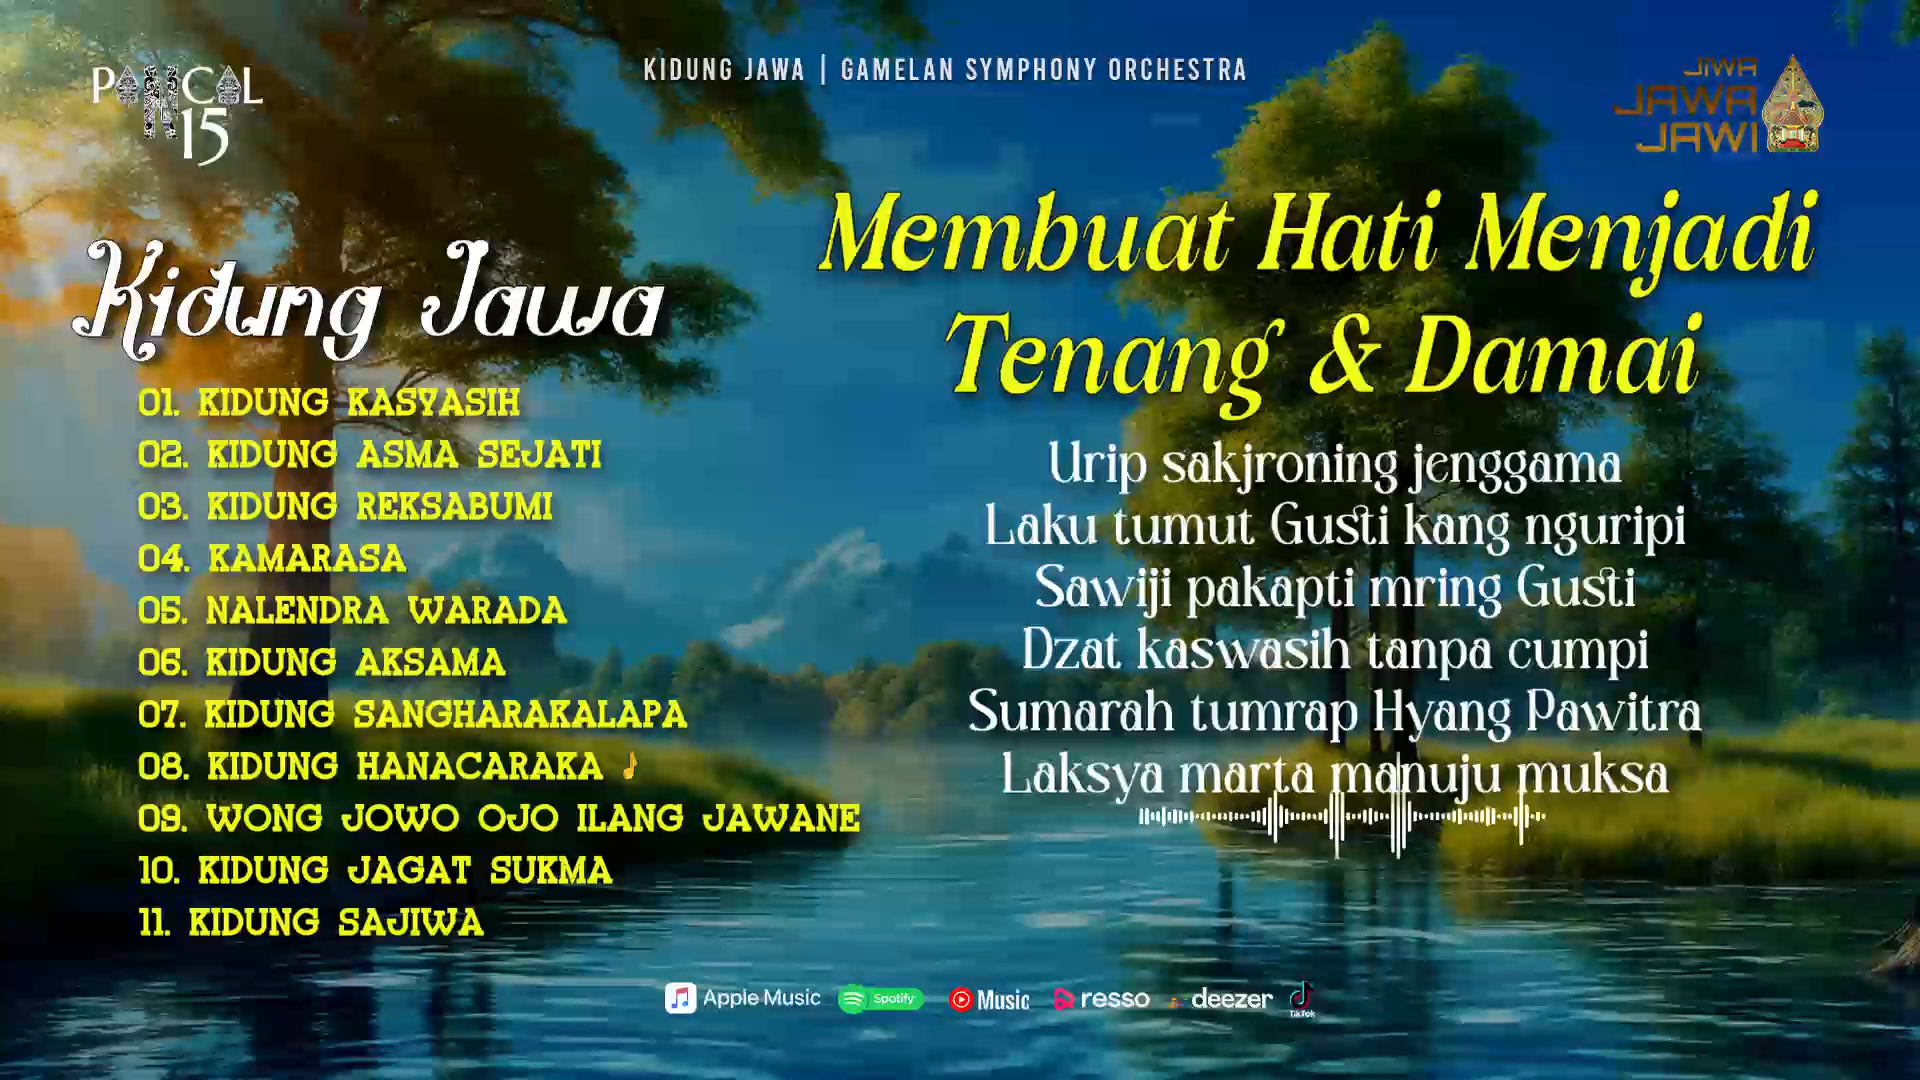 PANCAL
15
KIDUNG JAWA | GAMELAN SYMPHONY ORCHESTRA
JIWA
JAWA
JAWI
Kidung Jawa
01. KIDUNG KASYASIH
02. KIDUNG ASMA SEJATI
03. KIDUNG REKSABUMI
04. KAMARASA
05. NALENDRA WARADA
06. KIDUNG AKSAMA
07. KIDUNG SANGHARAKALAPA
08. KIDUNG HANACARAKA
09. WONG JOWO OJO ILANG JAWANE
10. KIDUNG JAGAT SUKMA
11. KIDUNG SAJIWA
Membuat Hati Menjadi
Tenang & Damai
Urip sakjroning jenggama
Laku tumut Gusti kang nguripi
Sawiji pakapti mring Gusti
Dzat kaswasih tanpa cumpi
Sumarah tumrap Hyang Pawitra
Laksya marta manuju muksa
Apple Music Spotify Music resso deezer TikTok